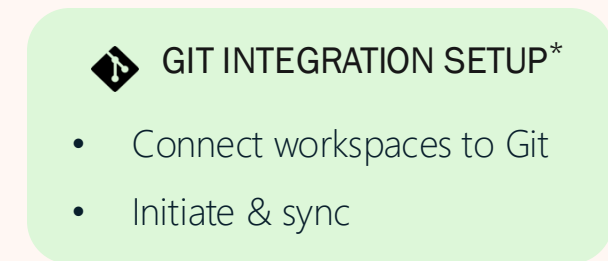 GIT INTEGRATION SETUP*
• Connect workspaces to Git
• Initiate & sync